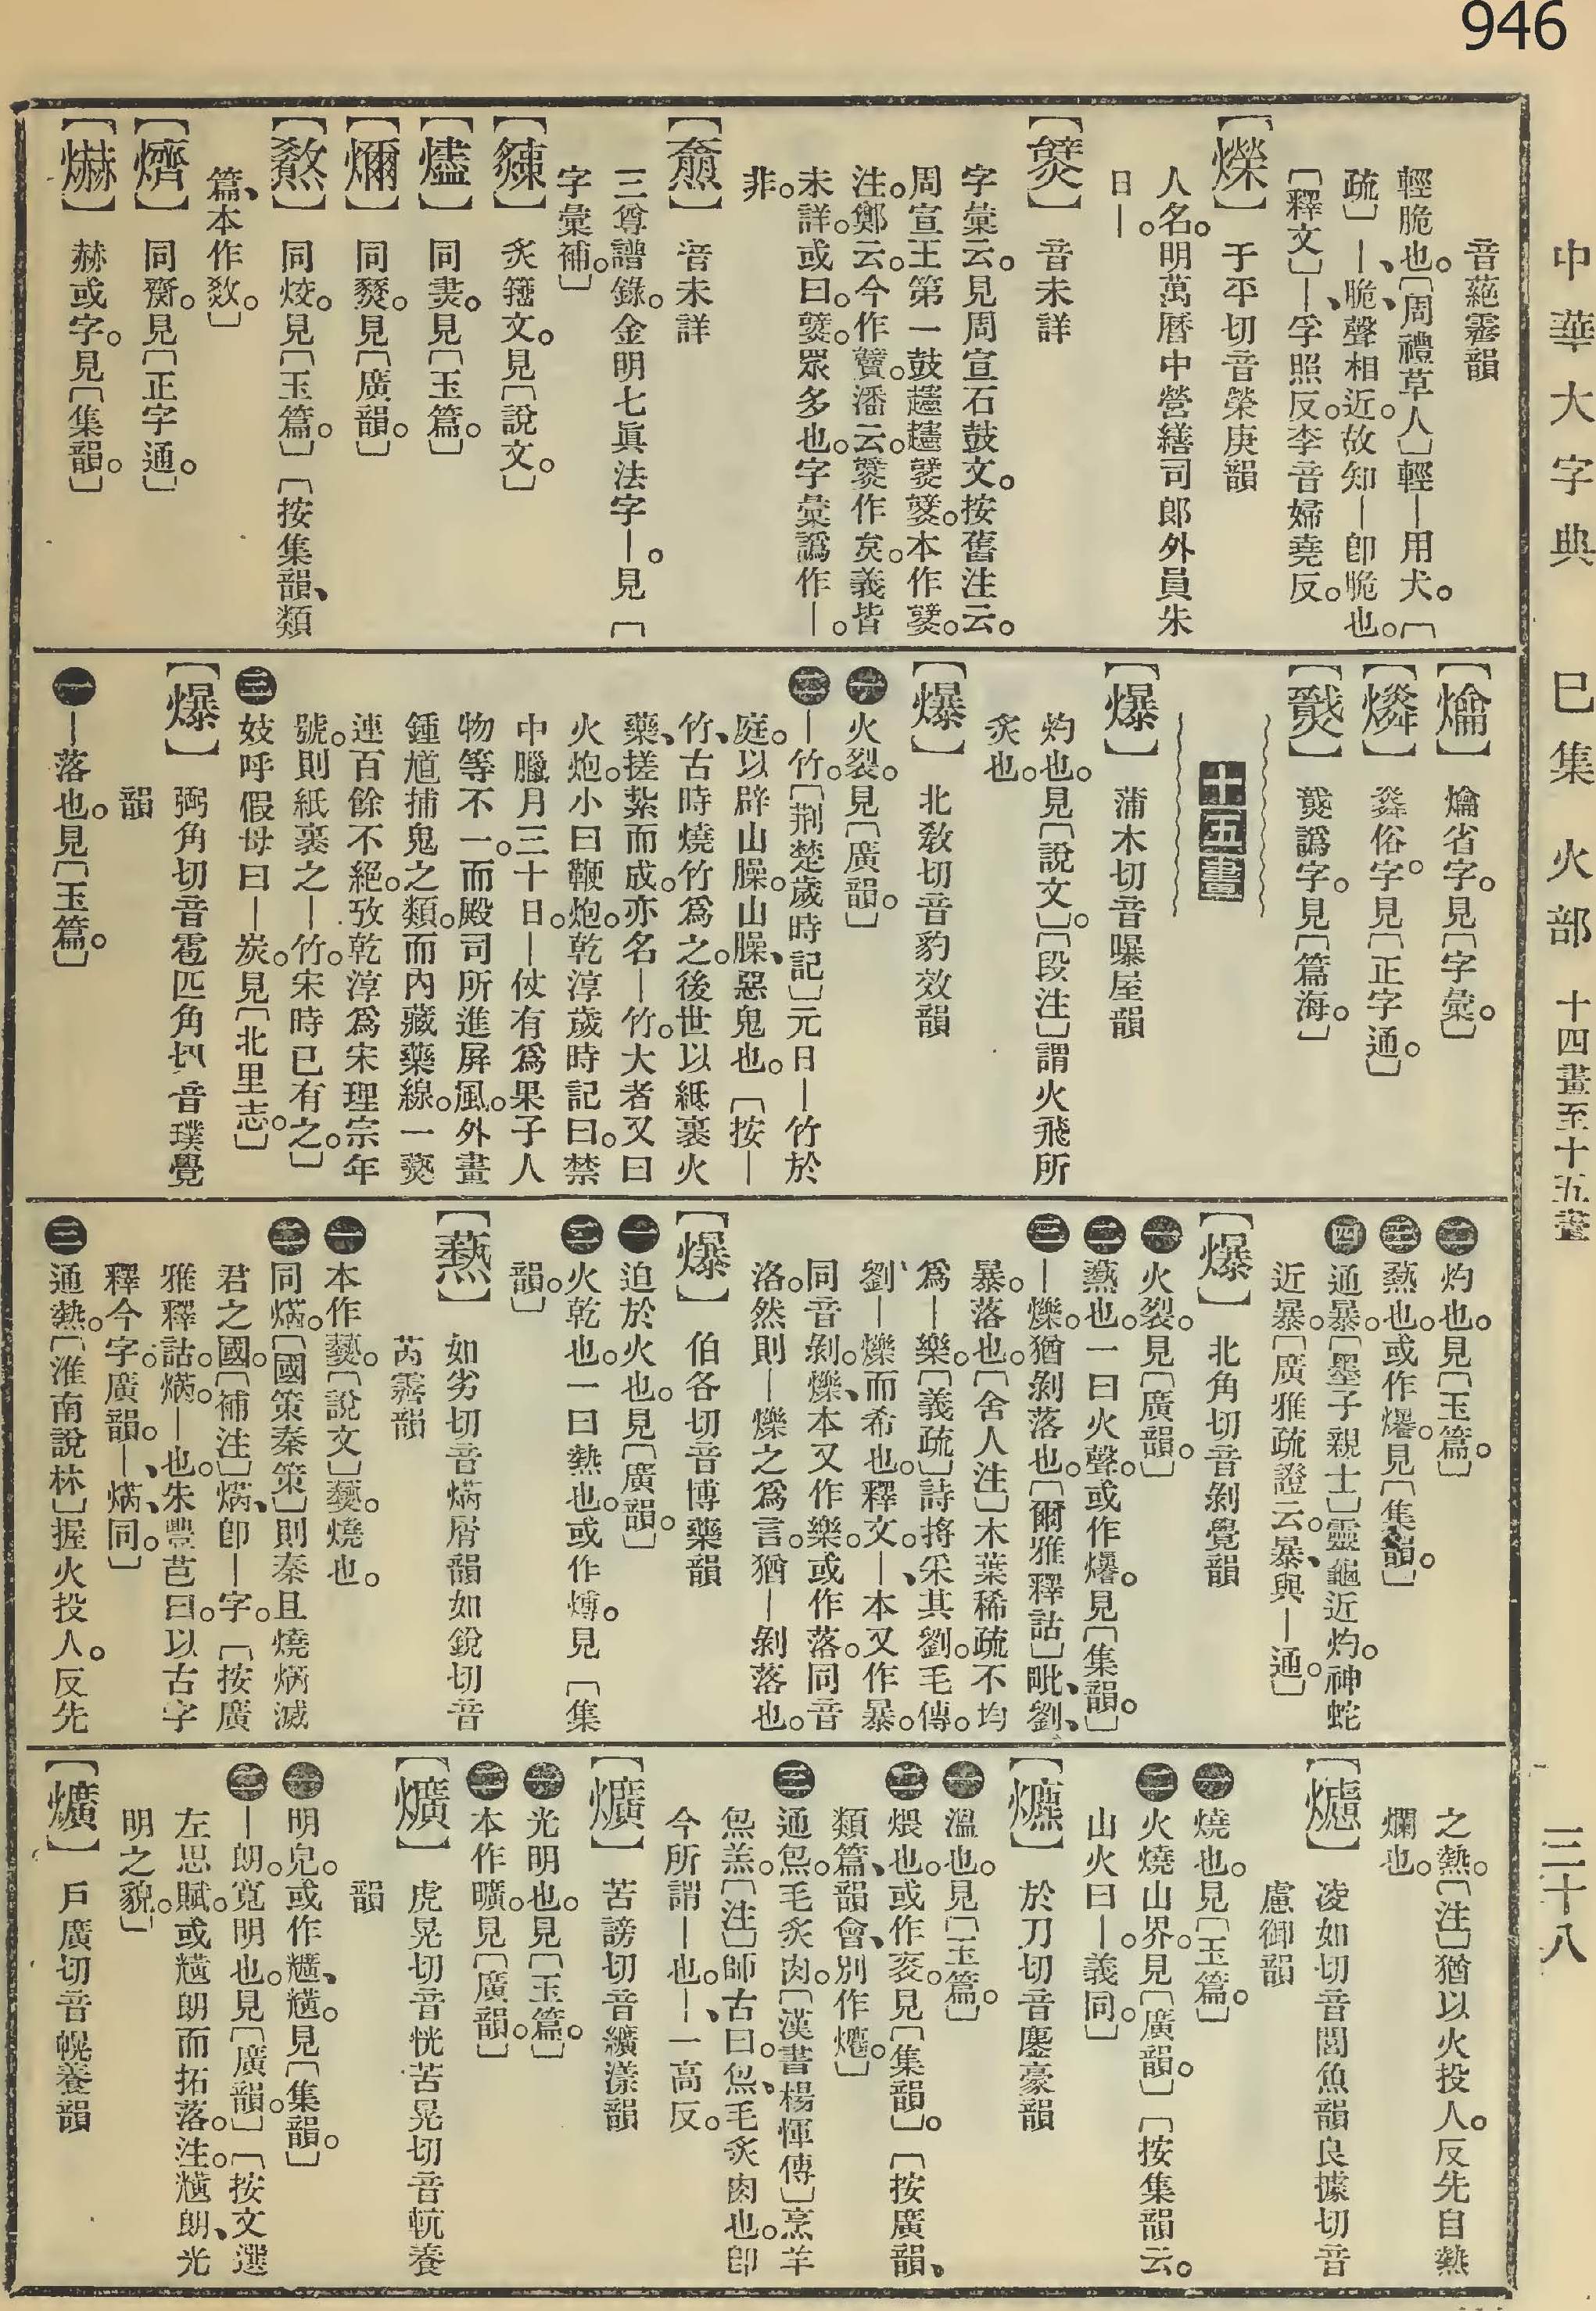 946
中華大字典 巳集 火部 十四畫至十五畫 三十八
音蕝霽韻
輕脆也。〔周禮草人〕輕｜用犬。〔
疏〕｜、脆、聲相近。故知｜卽脆也。
〔釋文〕｜、孚照反。李音婦堯反。
【爃】 于平切音榮庚韻
人名。明萬曆中營繕司郎外員朱
日｜。
音未詳
字彙云。見周宣石鼓文。按舊注云。
周宣王第一鼓趩趩。本作。
注。鄭云。今作。潘云。作矣。義皆
未詳。或曰。眾多也。字彙譌作｜。
非。
音未詳
三尊譜錄。金明七眞法字｜。見〔
字彙補。〕
炙籀文。見〔說文。〕
【燼】 同㶳。見〔玉篇。〕
【燜】 同燹。見〔廣韻。〕
同烄。見〔玉篇。〕〔按集韻、類
篇、本作敥。〕
【㸄】 同𤑃。見〔正字通。〕
【爀】 赫或字。見〔集韻。〕
【爚】 爚省字。見〔字彙。〕
粦俗字。見〔正字通。〕
燛譌字。見〔篇海。〕
十五畫
【爆】 蒲木切音曝屋韻
灼也。見〔說文〕。〔段注〕謂火飛所
炙也。
【爆】 北敎切音豹效韻
㊀火裂。見〔廣韻。〕
㊁｜竹。〔荆楚歲時記〕元日｜竹於
庭。以辟山臊。山臊、惡鬼也。〔按｜
竹、古時燒竹爲之。後世以紙裹火
藥、搓紮而成。亦名｜竹。大者又曰
火炮。小曰鞭炮。乾淳歲時記曰。禁
中臘月三十日。｜仗有爲果子人
物等不一。而殿司所進屛風。外畫
鍾馗捕鬼之類。而內藏藥線。一爇
連百餘不絕。攷乾淳爲宋理宗年
號。則紙裹之｜竹。宋時已有之。〕
㊂妓呼假母曰｜炭。見〔北里志。〕
【爆】 弼角切音雹匹角切音璞覺
韻
㊀｜落也。見〔玉篇。〕
㊁灼也。見〔玉篇。〕
㊂爇也。或作爆。見〔集韻。〕
㊃通暴。〔墨子親士〕靈龜近灼。神蛇
近暴。〔廣雅疏證云。暴、與｜通。〕
【爆】 北角切音剝覺韻
㊀火裂。見〔廣韻。〕
㊁爇也。一曰火聲。或作爆。見〔集韻。〕
㊂｜爍。猶剝落也。〔爾雅釋詁〕毗、劉、
暴。落也。〔舍人注〕木葉稀疏不均
爲｜樂。〔義疏〕詩捋采其劉。毛傳。
劉、｜爍而希也。釋文。｜、本又作暴。
同音剝。爍、本又作樂。或作落。同音
洛。然則｜爍之爲言。猶｜剝落也。
【爆】 伯各切音博藥韻
㊀迫於火也。見〔廣韻。〕
㊁火乾也。一曰熱也。或作煿。見〔集
韻。〕
【爇】 如劣切音焫屑韻如銳切音
芮霽韻
㊀本作爇。〔說文〕爇。燒也。
㊁同焫。〔國策秦策〕則秦且燒焫滅
君之國。〔補注〕焫、卽｜字。〔按廣
雅釋詁。焫。｜也。朱豐芑曰。以古字
釋今字。廣韻。｜、焫、同。〕
㊂通熱。〔淮南說林〕握火投人。反先
之熱。〔注〕猶以火投人。反先自熱
爛也。
【爈】 凌如切音閭魚韻良據切音
慮御韻
㊀燒也。見〔玉篇。〕
㊁火燒山界。見〔廣韻。〕〔按集韻云。
山火曰｜。義同。〕
【爊】 於刀切音鏖豪韻
㊀溫也。見〔玉篇。〕
㊁煨也。或作㷛。見〔集韻〕。〔按廣韻、
類篇、韻會、別作熝。〕
㊂通炰。毛炙肉。〔漢書楊惲傳〕烹羊
炰羔。〔注〕師古曰。炰、毛炙肉也。卽
今所謂｜也。｜、一高反。
【爌】 苦謗切音纊漾韻
㊀光明也。見〔玉篇。〕
㊁本作曠。見〔廣韻。〕
【爌】 虎晃切音怳苦晃切音㡛養
韻
㊀明皃。或作𤾲、𤾑。見〔集韻。〕
㊁｜朗。寬明也。見〔廣韻。〕〔按文選
左思賦。或爌朗而拓落。注。爌朗、光
明之貌。〕
【爌】 戶廣切音幌養韻